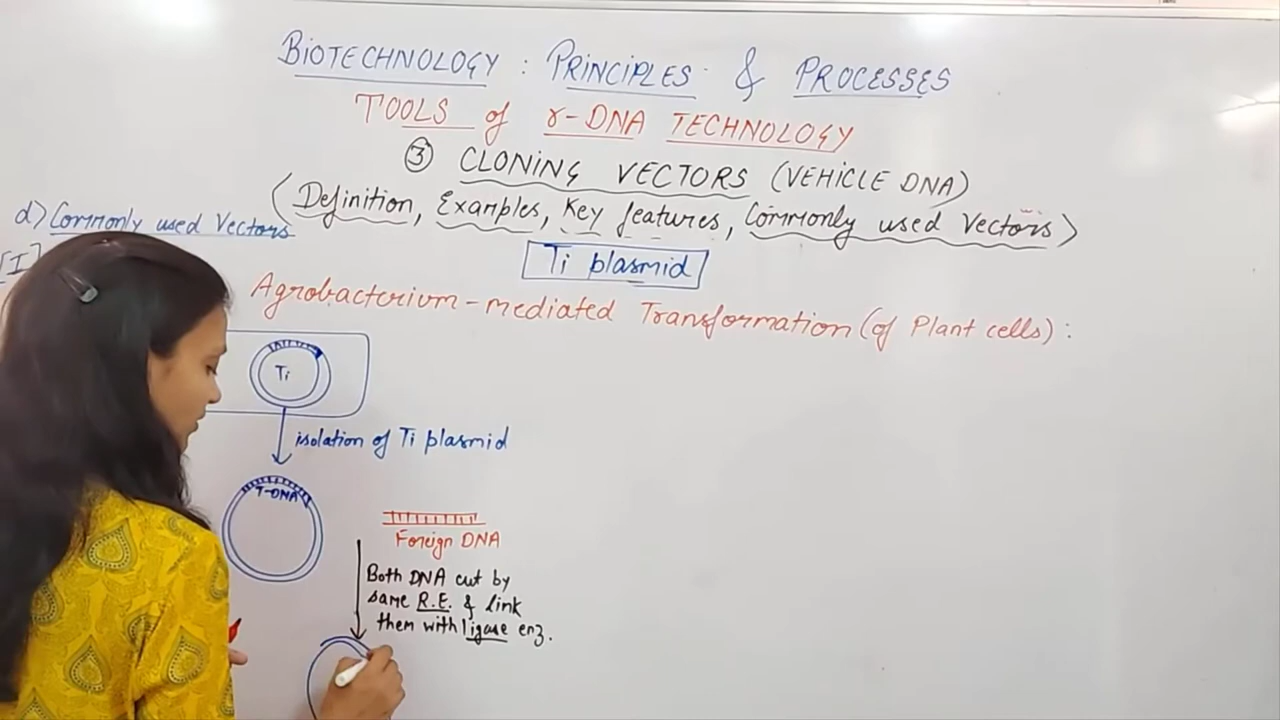 BIOTECHNOLOGY : PRINCIPLES & PROCESSES
TOOLS of r-DNA TECHNOLOGY
③ CLONING VECTORS (VEHICLE DNA)
(Definition, Examples, Key features, Commonly used Vectors)
d) Commonly used Vectors
[I]
Ti plasmid
Agrobacterium-mediated Transformation (of Plant cells) :
Ti
isolation of Ti plasmid
T-DNA
Foreign DNA
Both DNA cut by
same R.E. & link
them with ligase enz.